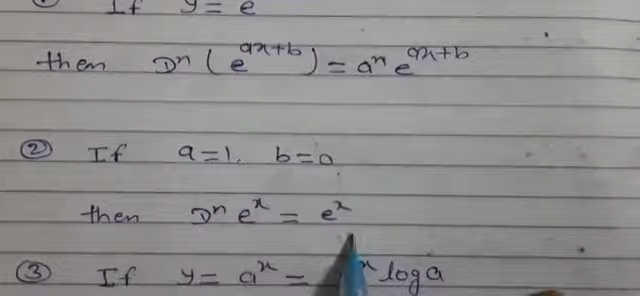 If y = e
then Dⁿ (e^{ax+b}) = aⁿ e^{ax+b}
② If a=1, b=0
then Dⁿ eˣ = eˣ
③ If y = aˣ = ˣ log a